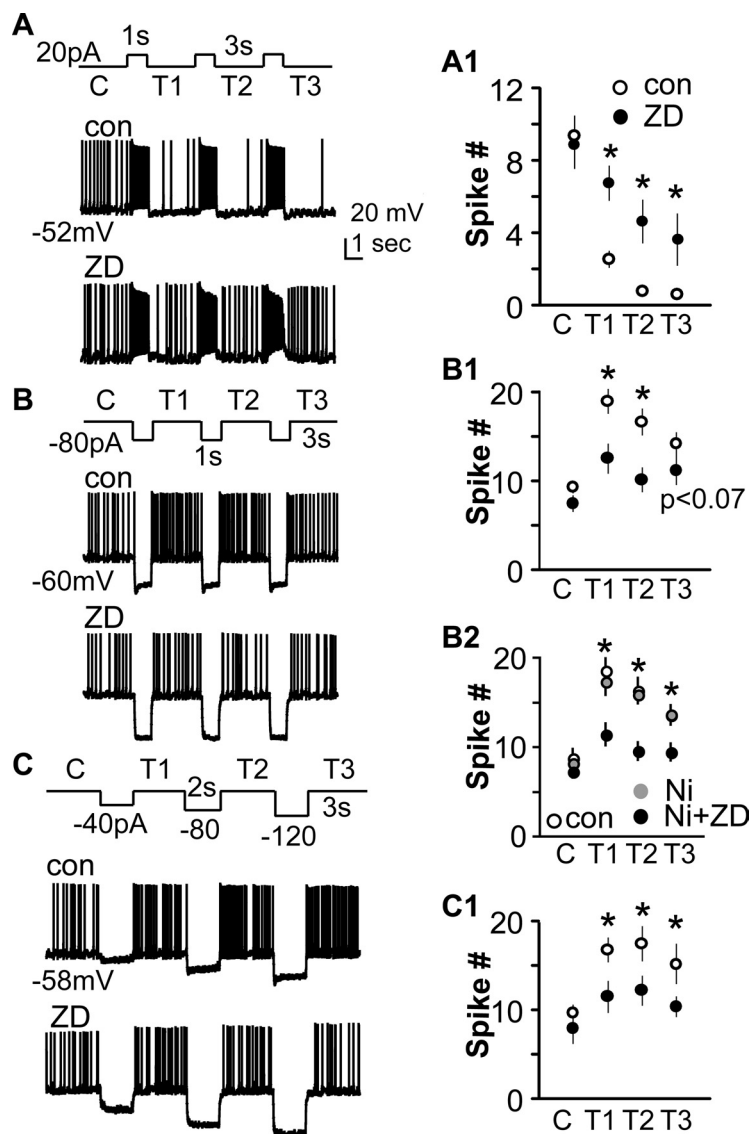 A
20pA
1s
3s
C T1 T2 T3
con
-52mV
20 mV
1 sec
ZD
A1
con
ZD
12
8
4
0
Spike #
* * *
C T1 T2 T3
B
C T1 T2 T3
-80pA
1s
3s
con
-60mV
ZD
B1
20
10
0
Spike #
* *
p<0.07
C T1 T2 T3
B2
20
10
0
Spike #
* * *
Ni
con
Ni+ZD
C T1 T2 T3
C
C T1 T2 T3
2s
3s
-40pA
-80
-120
con
-58mV
ZD
C1
20
10
0
Spike #
* * *
C T1 T2 T3